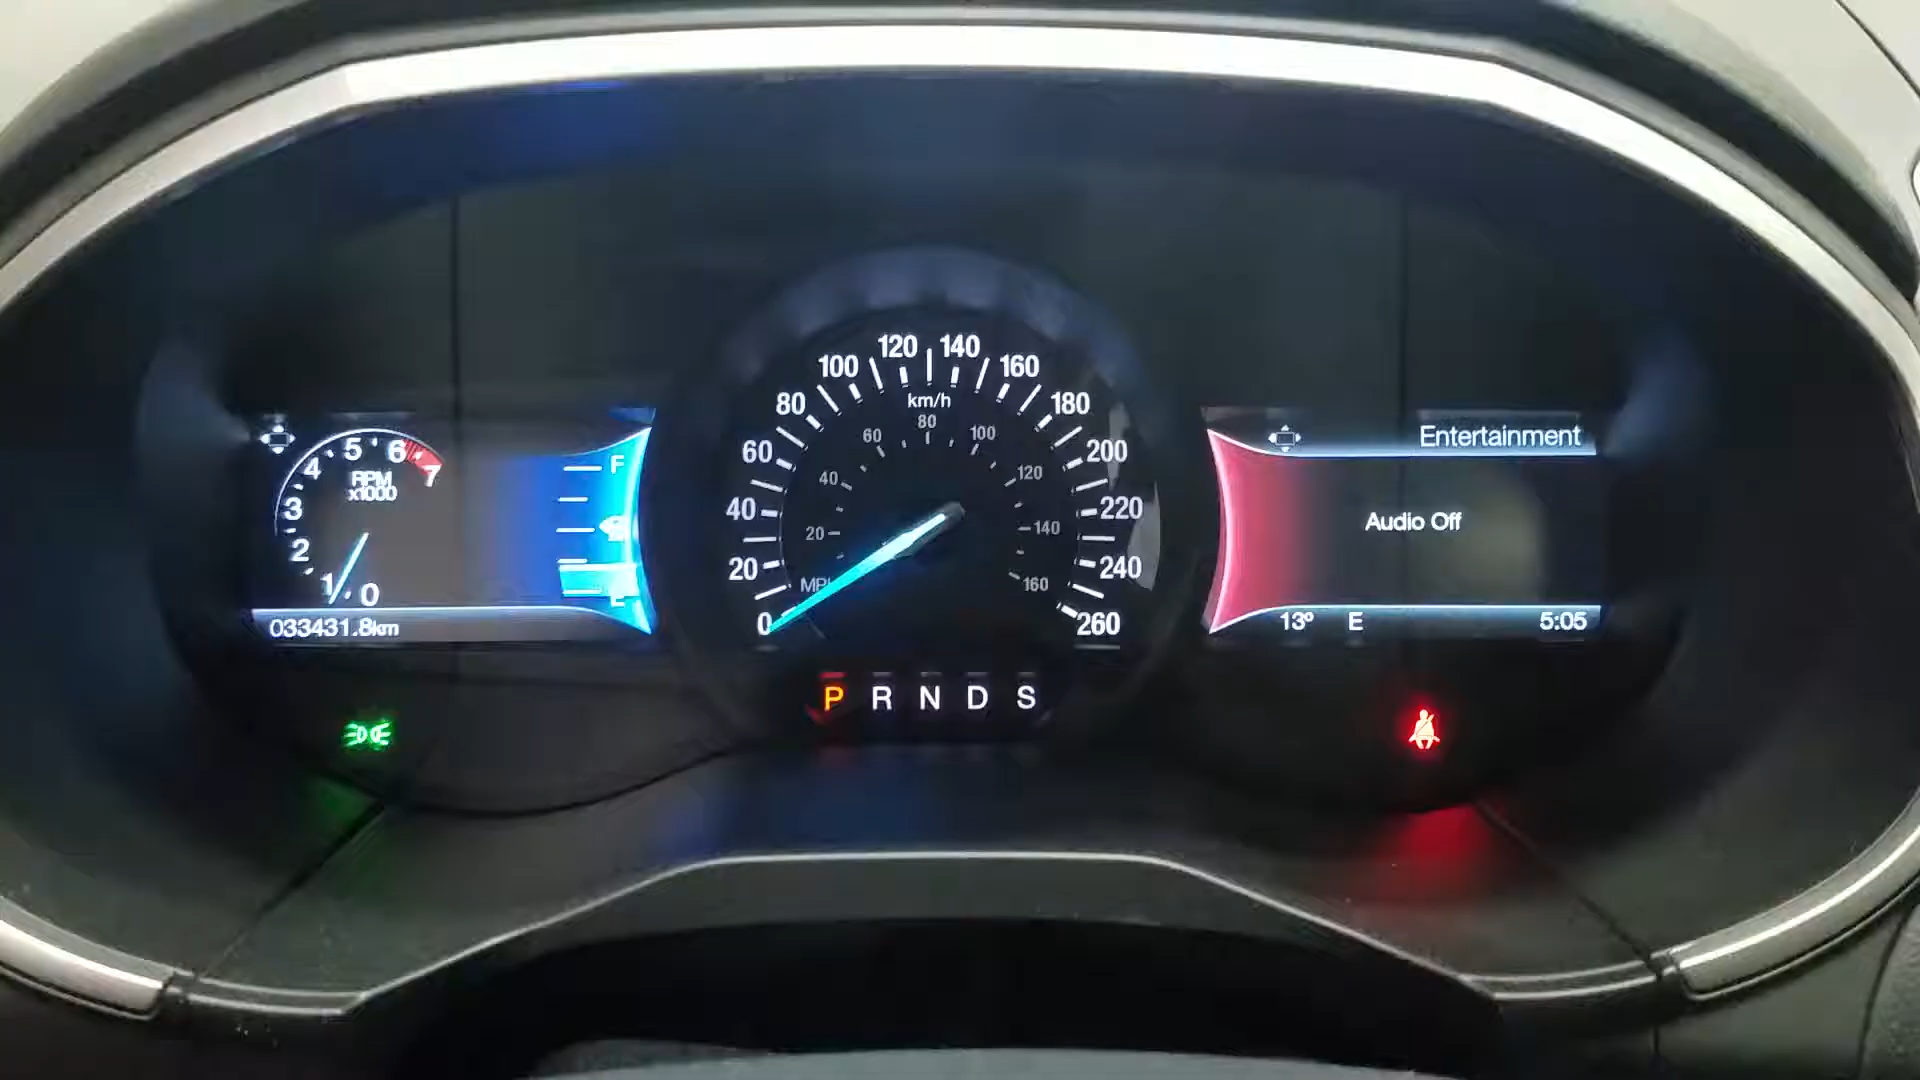 0 1 2 3 4 5 6 7
RPM
x1000
F
E
033431.8km
0 20 40 60 80 100 120 140 160 180 200 220 240 260
km/h
20 40 60 80 100 120 140 160
MPH
P R N D S
Entertainment
Audio Off
13° E 5:05